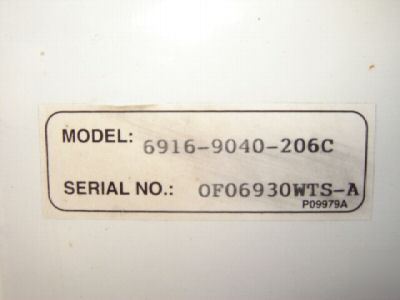 MODEL: 6916-9040-206C
SERIAL NO.: OF06930WTS-A
P09979A